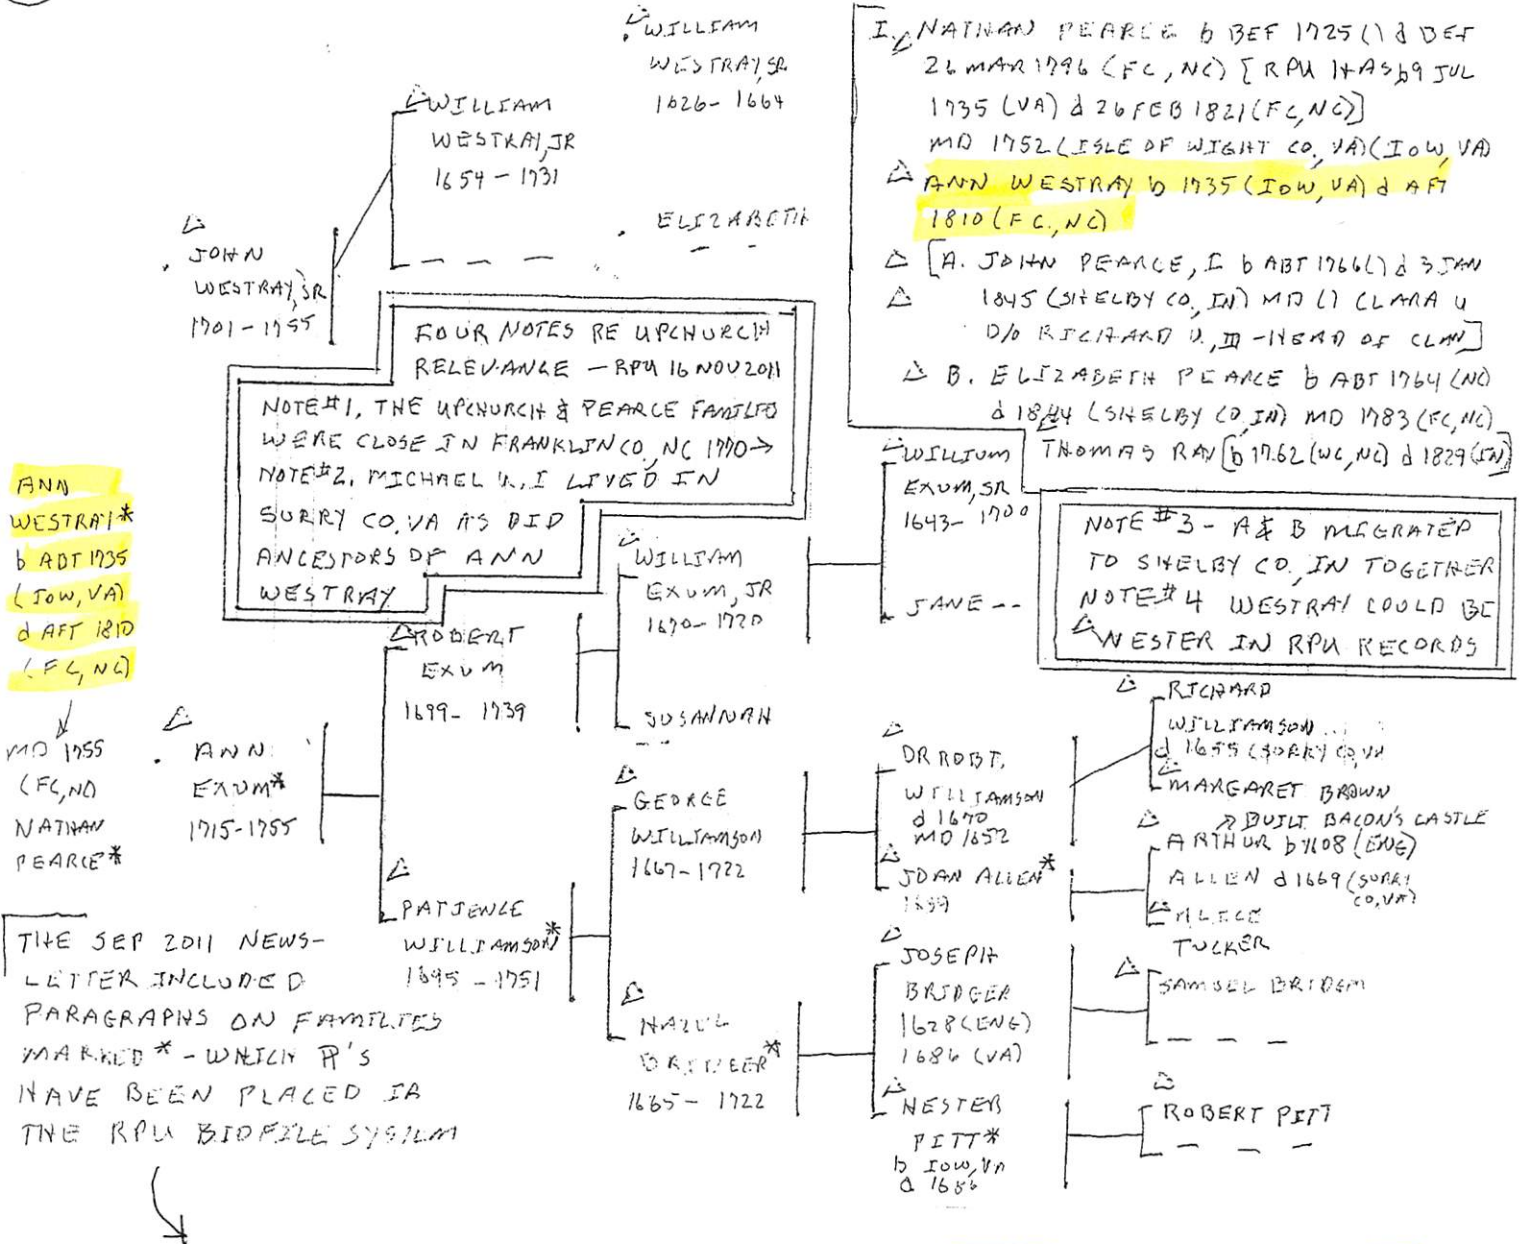 WILLIAM
WESTRAY, SR
1626-1664
WILLIAM
WESTRAY, JR
1654-1731
ELIZABETH
JOHN
WESTRAY, SR
1701-1755
I. NATHAN PEARCE b BEF 1725 () d BEF
26 MAR 1796 (FC, NC) [RPU HAS b 9 JUL
1735 (VA) d 26 FEB 1821 (FC, NC)]
MD 1752 (ISLE OF WIGHT CO, VA) (IOW, VA)
ANN WESTRAY b 1735 (IOW, VA) d AFT
1810 (FC., NC)
[A. JOHN PEARCE, I b ABT 1766 () d 3 JAN
1845 (SHELBY CO, IN) MD () CLARA U
D/O RICHARD U., III - HEAD OF CLAN]
B. ELIZABETH PEARCE b ABT 1764 (NC)
d 1844 (SHELBY CO, IN) MD 1783 (FC, NC)
THOMAS RAY [b 1762 (WC, NC) d 1829 (IN)]
FOUR NOTES RE UPCHURCH
RELEVANCE - RPU 16 NOV 2011
NOTE #1. THE UPCHURCH & PEARCE
WERE CLOSE IN FRANKLIN CO, NC 1770→
NOTE #2. MICHAEL U., I LIVED IN
SURRY CO, VA AS DID
ANCESTORS OF ANN
WESTRAY
NOTE #3 - A & B MIGRATED
TO SHELBY CO., IN TOGETHER
NOTE #4 WESTRAY COULD BE
WESTER IN RPU RECORDS
ANN
WESTRAY*
b ABT 1735
(IOW, VA)
d AFT 1810
(FC, NC)
MD 1755
(FC, NC)
NATHAN
PEARCE*
ANN
EXUM*
1715-1755
ROBERT
EXUM
1699-1739
PATIENCE
WILLIAMSON*
1695-1751
WILLIAM
EXUM, JR
1670-1720
SUSANNAH
WILLIUM
EXUM, SR
1643-1700
JANE --
GEORGE
WILLIAMSON
1667-1722
BRIDGER*
1665-1722
DR ROBT.
WILLIAMSON
d 1670
MD 1652
JOAN ALLEN*
JOSEPH
BRIDGER
1628 (ENG)
1686 (VA)
HESTER
PITT*
b IOW, VA
RICHARD
WILLIAMSON
d 1655 (SURRY CO, VA
MARGARET BROWN
↗ BUILT BACON'S CASTLE
ARTHUR b 1608 (ENG)
ALLEN d 1669 (SURRY
CO, VA)
ALICE
TUCKER
SAMUEL
ROBERT PITT
THE SEP 2011 NEWS-
LETTER INCLUDED
PARAGRAPHS ON FAMILIES
MARKED * - WHICH ¶'S
HAVE BEEN PLACED IN
THE RPU BIOFILE SYSTEM